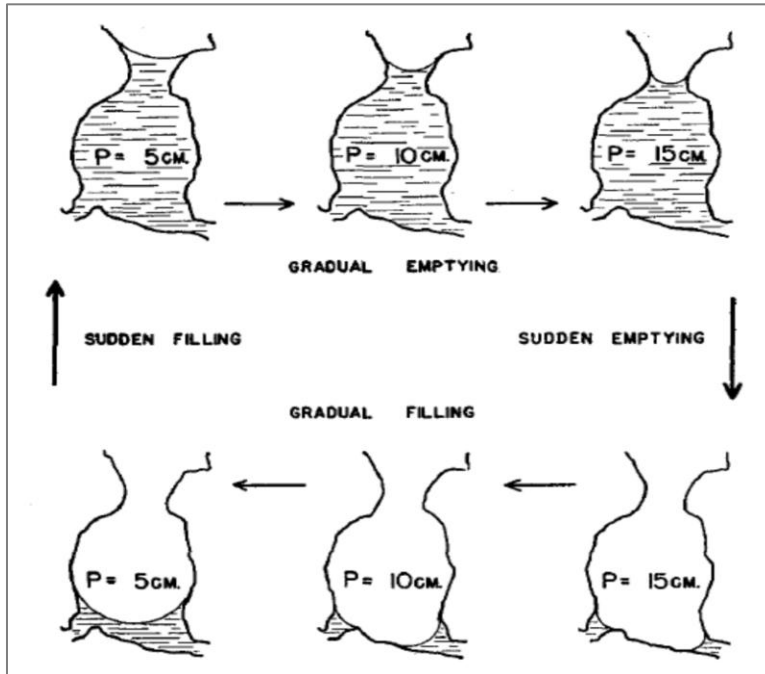 P= 5CM. P= 10CM. P= 15CM.
GRADUAL EMPTYING
SUDDEN FILLING SUDDEN EMPTYING
GRADUAL FILLING
P= 5CM. P= 10CM. P= 15CM.